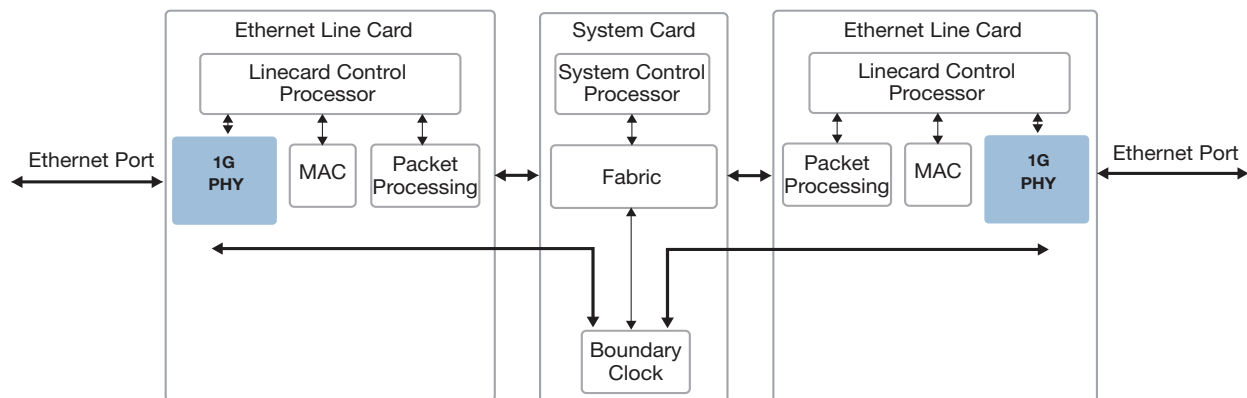 Ethernet Line Card
System Card
Ethernet Line Card
Linecard Control
Processor
System Control
Processor
Linecard Control
Processor
Ethernet Port
1G
PHY
MAC
Packet
Processing
Fabric
Packet
Processing
MAC
1G
PHY
Ethernet Port
Boundary
Clock